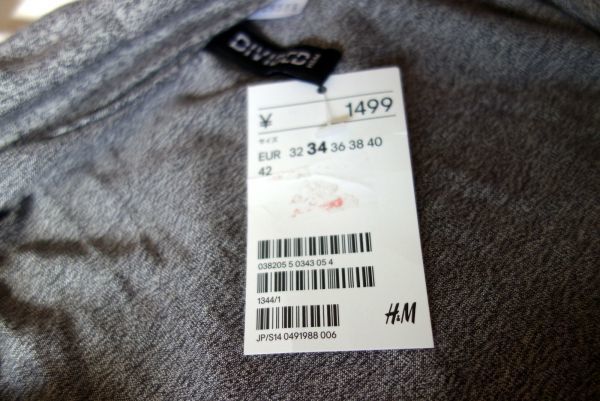 DIVIDED
¥ 1499
サイズ
EUR 32 34 36 38 40
42
038205 5 0343 05 4
1344/1
H&M
JP/S14 0491988 006